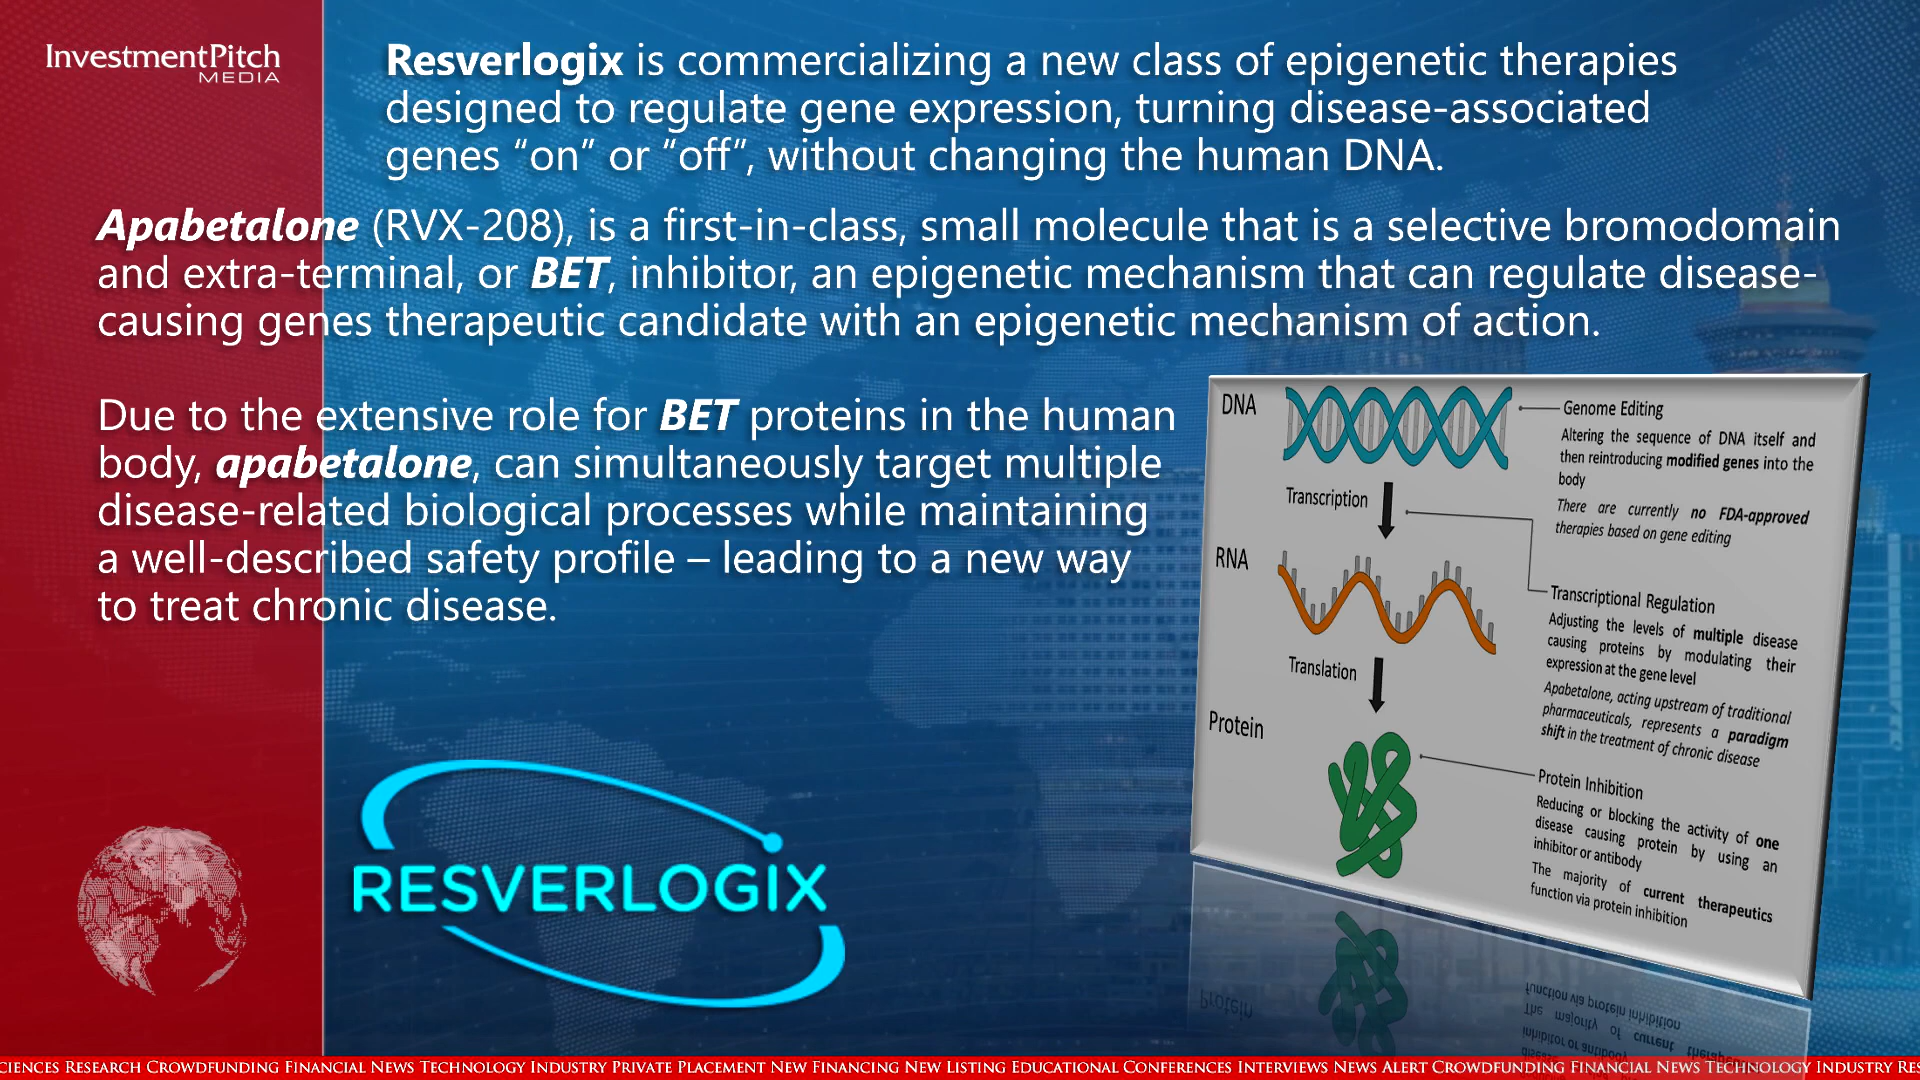 InvestmentPitch
MEDIA
Resverlogix is commercializing a new class of epigenetic therapies
designed to regulate gene expression, turning disease-associated
genes “on” or “off”, without changing the human DNA.
Apabetalone (RVX-208), is a first-in-class, small molecule that is a selective bromodomain
and extra-terminal, or BET, inhibitor, an epigenetic mechanism that can regulate disease-
causing genes therapeutic candidate with an epigenetic mechanism of action.
Due to the extensive role for BET proteins in the human
body, apabetalone, can simultaneously target multiple
disease-related biological processes while maintaining
a well-described safety profile – leading to a new way
to treat chronic disease.
DNA
Genome Editing
Altering the sequence of DNA itself and
then reintroducing modified genes into the
body
There are currently no FDA-approved
therapies based on gene editing
Transcription
RNA
Transcriptional Regulation
Adjusting the levels of multiple disease
causing proteins by modulating their
expression at the gene level
Apabetalone, acting upstream of traditional
pharmaceuticals, represents a paradigm
shift in the treatment of chronic disease
Translation
Protein
Protein Inhibition
Reducing or blocking the activity of one
disease causing protein by using an
inhibitor or antibody
The majority of current therapeutics
function via protein inhibition
RESVERLOGIX
CIENCES RESEARCH CROWDFUNDING FINANCIAL NEWS TECHNOLOGY INDUSTRY PRIVATE PLACEMENT NEW FINANCING NEW LISTING EDUCATIONAL CONFERENCES INTERVIEWS NEWS ALERT CROWDFUNDING FINANCIAL NEWS TECHNOLOGY INDUSTRY RES